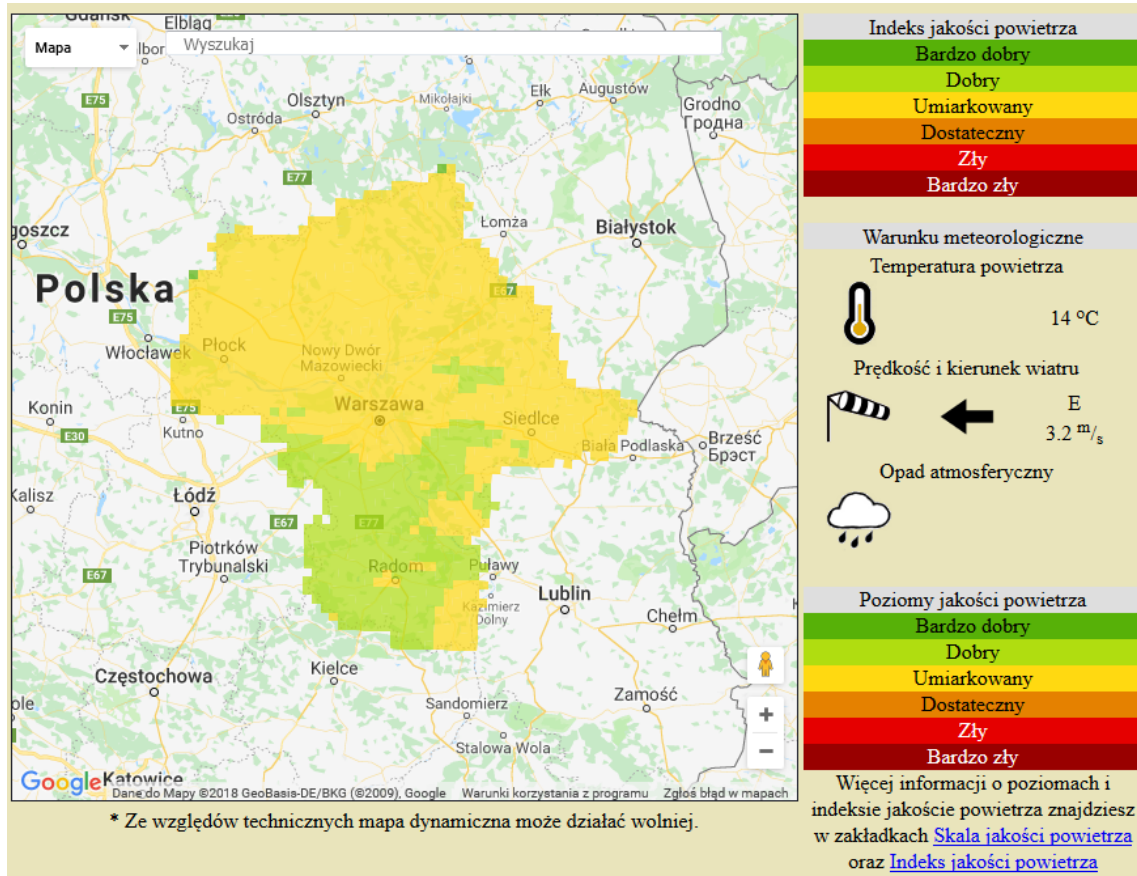 Gdańsk
Elbląg
Mapa
Wyszukaj
E75
Olsztyn
Ostróda
Mikołajki
Ełk
Augustów
Grodno
Гродна
E77
Łomża
Białystok
goszcz
Polska
E67
E75
Włocławek
Płock
Nowy Dwór
Mazowiecki
Konin
E75
Warszawa
Siedlce
E30
Kutno
Biała Podlaska
Brześć
Брэст
Kalisz
Łódź
E67
E77
Piotrków
Trybunalski
E67
Radom
Puławy
Kazimierz
Dolny
Lublin
Chełm
Kielce
Częstochowa
Zamość
ole
Sandomierz
Stalowa Wola
+
−
Google
Katowice
Dane do Mapy ©2018 GeoBasis-DE/BKG (©2009), Google
Warunki korzystania z programu
Zgłoś błąd w mapach
* Ze względów technicznych mapa dynamiczna może działać wolniej.
Indeks jakości powietrza
Bardzo dobry
Dobry
Umiarkowany
Dostateczny
Zły
Bardzo zły
Warunku meteorologiczne
Temperatura powietrza
14 °C
Prędkość i kierunek wiatru
E
3.2 m/s
Opad atmosferyczny
Poziomy jakości powietrza
Bardzo dobry
Dobry
Umiarkowany
Dostateczny
Zły
Bardzo zły
Więcej informacji o poziomach i
indeksie jakoście powietrza znajdziesz
w zakładkach Skala jakości powietrza
oraz Indeks jakości powietrza